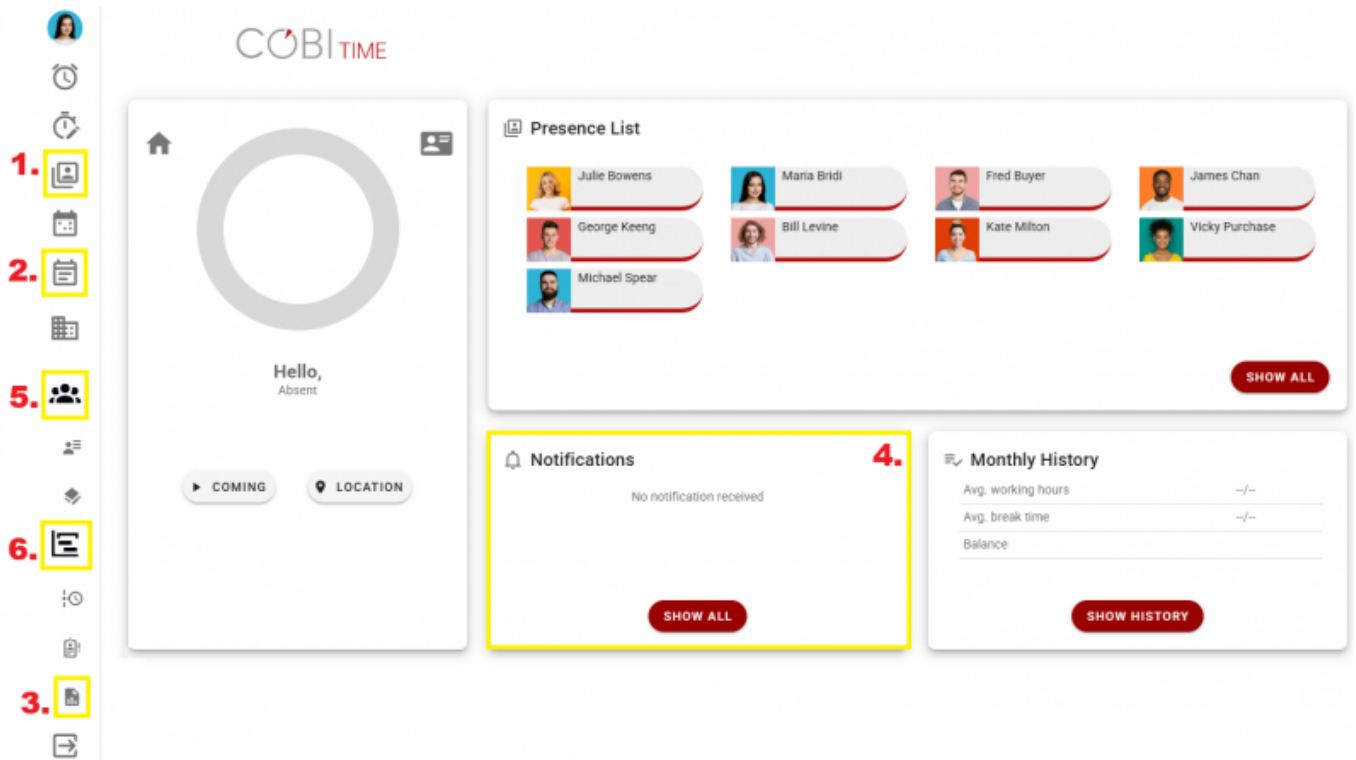 COBI TIME
1.
2.
5.
6.
3.
Hello,
Absent
COMING
LOCATION
Presence List
Julie Bowens
Maria Bridi
Fred Buyer
James Chan
George Keeng
Bill Levine
Kate Milton
Vicky Purchase
Michael Spear
SHOW ALL
Notifications
4.
No notification received
SHOW ALL
Monthly History
Avg. working hours --/--
Avg. break time --/--
Balance
SHOW HISTORY